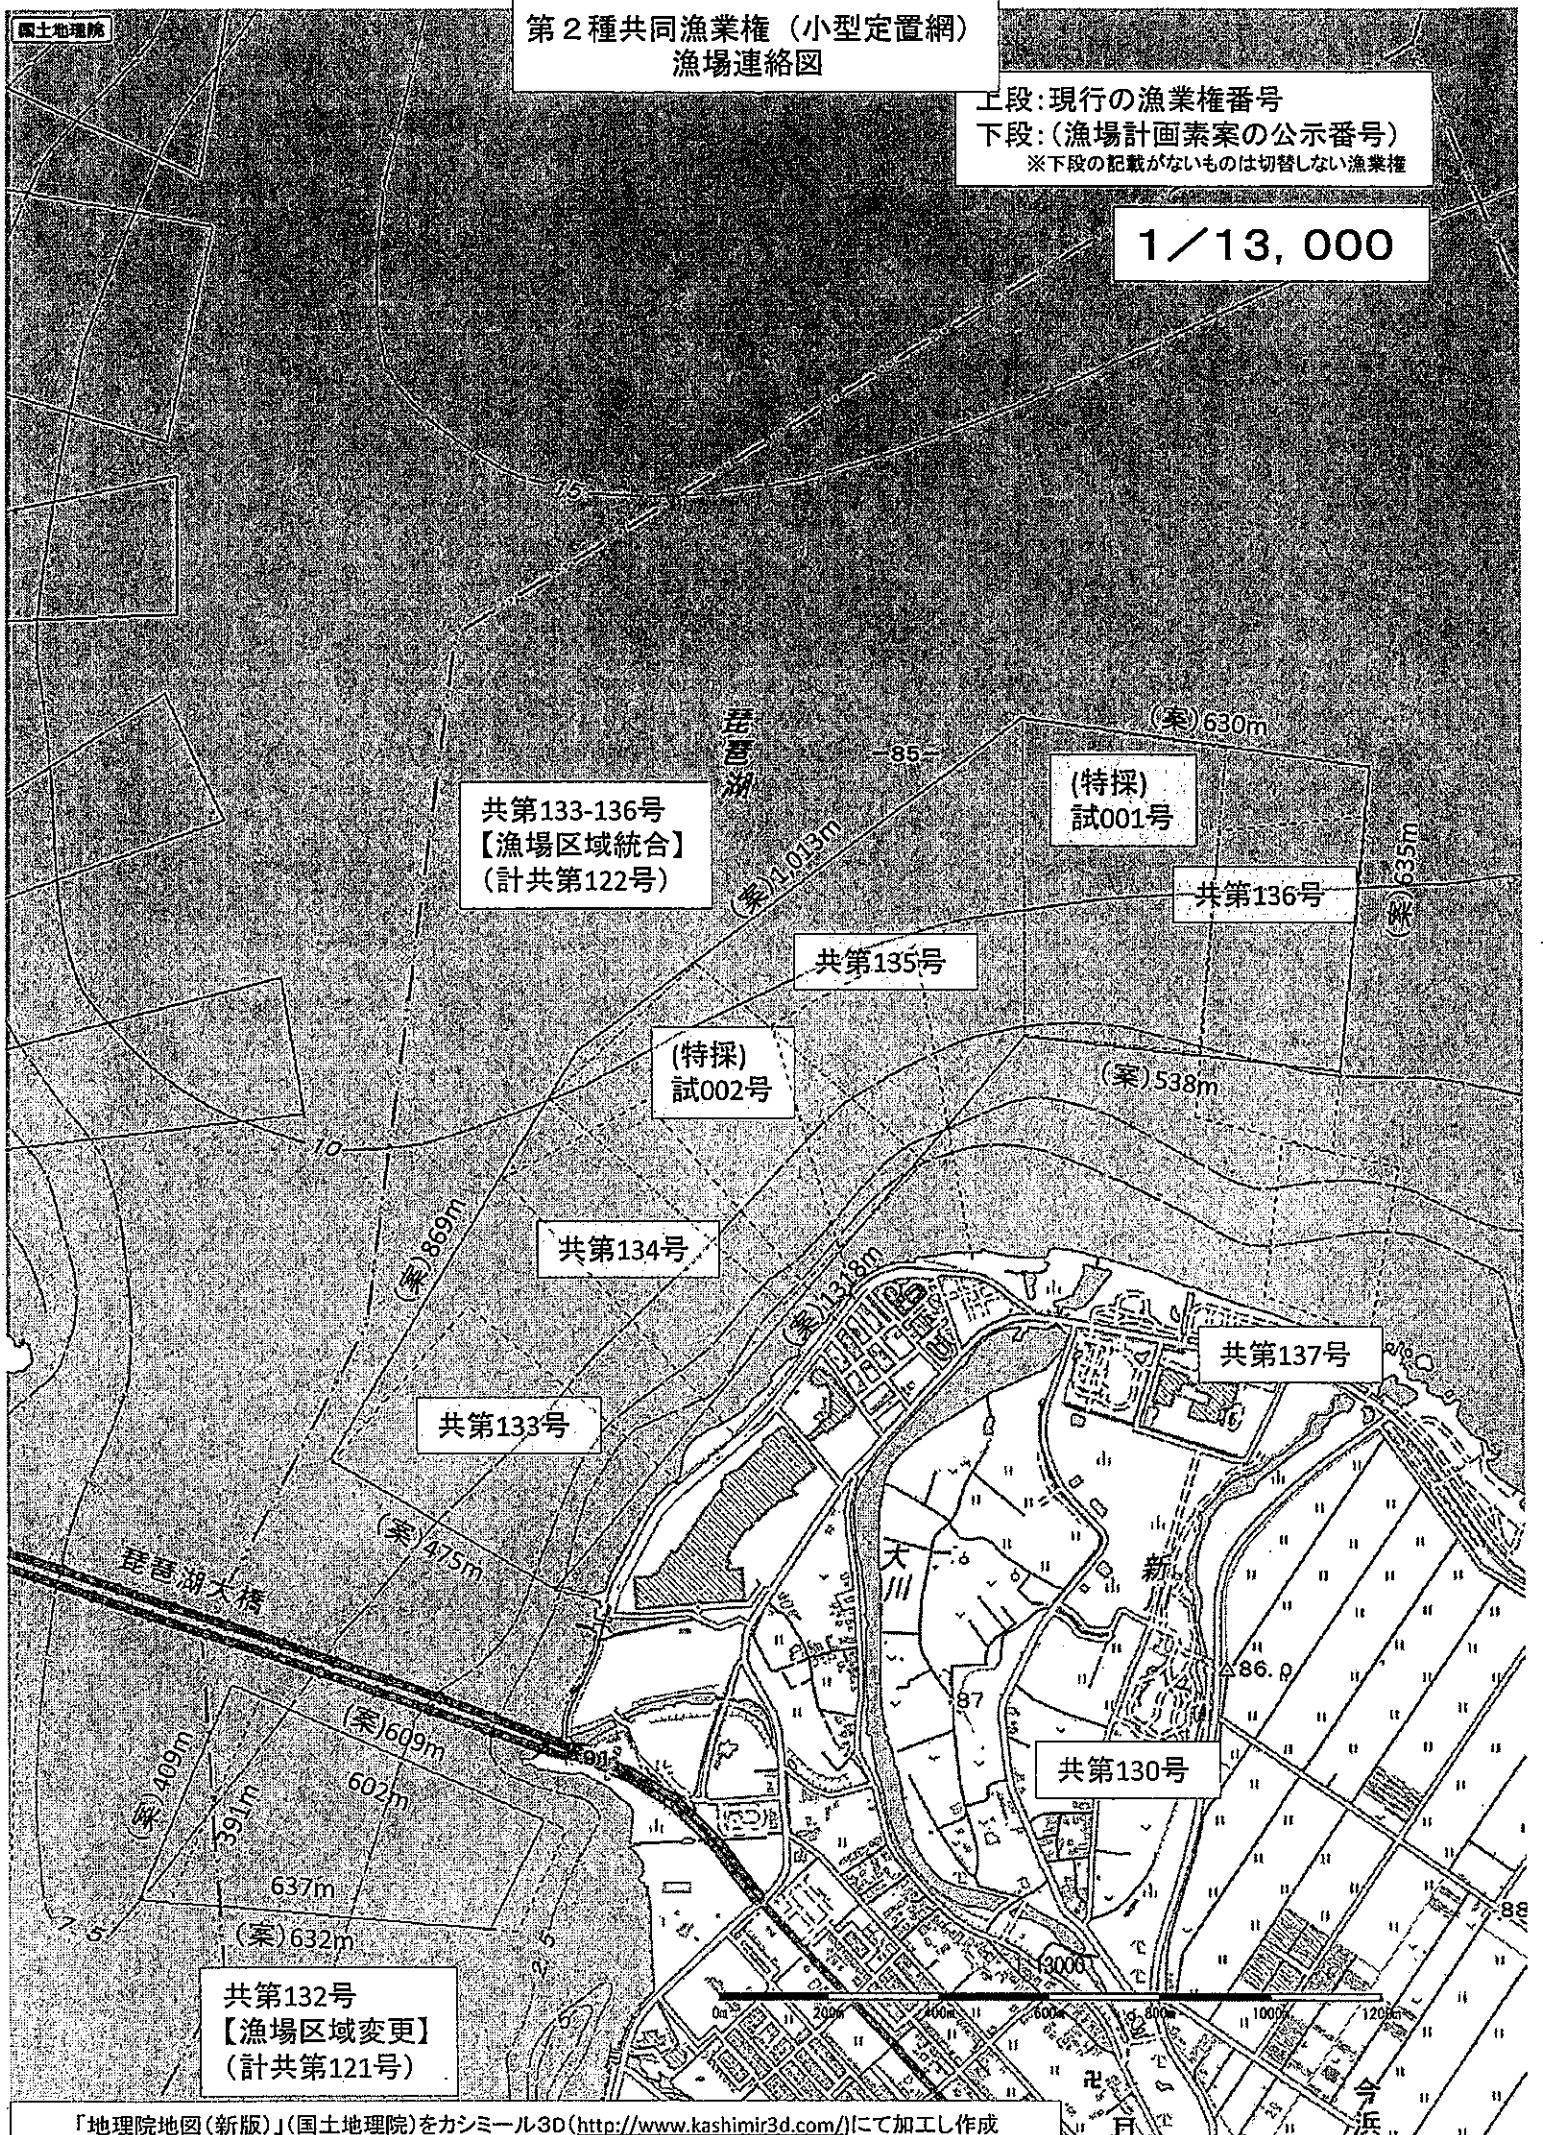 国土地理院
第２種共同漁業権（小型定置網）
漁場連絡図
上段：現行の漁業権番号
下段：（漁場計画素案の公示番号）
※下段の記載がないものは切替しない漁業権
1／13,000
15
琵琶湖
-85-
(案)630m
(特採)
試001号
共第133-136号
【漁場区域統合】
（計共第122号）
(案)1,013m
(案)635m
共第136号
共第135号
(特採)
試002号
(案)538m
10
(案)869m
共第134号
(案)1318m
共第137号
共第133号
(案)475m
琵琶湖大橋
大川
新
86.0
87
(案)609m
91
共第130号
(案)409m
602m
391m
637m
(案)632m
7.5
2.5
5
88
共第132号
【漁場区域変更】
（計共第121号）
1:13000
0m 200m 400m 600m 800m 1000m 1200m
今浜
「地理院地図（新版）」（国土地理院）をカシミール3D（http://www.kashimir3d.com/）にて加工し作成